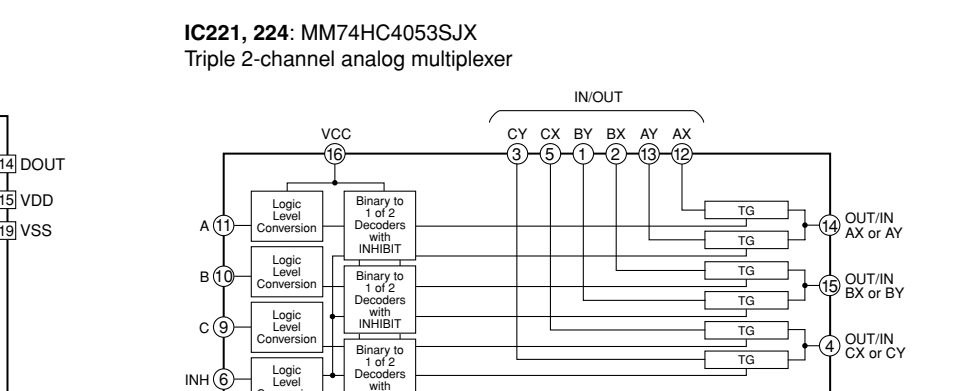 IC221, 224: MM74HC4053SJX
Triple 2-channel analog multiplexer
IN/OUT
VCC
CY CX BY BX AY AX
16
3 5 1 2 13 12
14 DOUT
15 VDD
19 VSS
A 11
Logic
Level
Conversion
Binary to
1 of 2
Decoders
with
INHIBIT
TG
TG
14 OUT/IN
AX or AY
B 10
Logic
Level
Conversion
Binary to
1 of 2
Decoders
with
INHIBIT
TG
TG
15 OUT/IN
BX or BY
C 9
Logic
Level
Conversion
TG
TG
4 OUT/IN
CX or CY
INH 6
Logic
Level
Binary to
1 of 2
Decoders
with